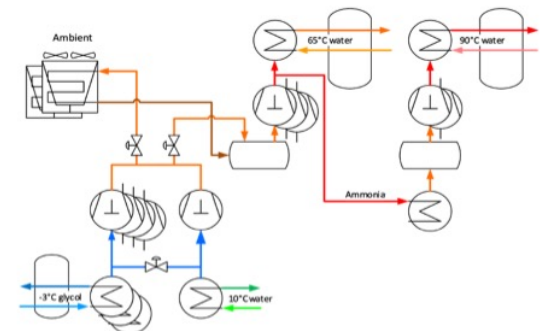 Ambient
65°C water
90°C water
Ammonia
-3°C glycol
10°C water